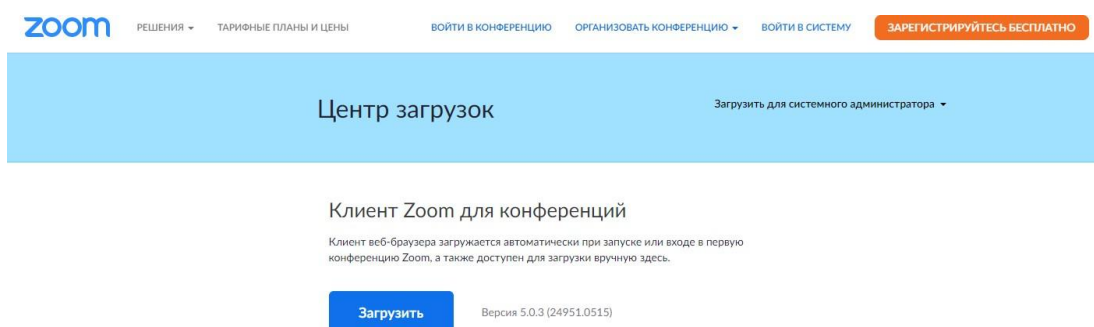 zoom РЕШЕНИЯ ТАРИФНЫЕ ПЛАНЫ И ЦЕНЫ ВОЙТИ В КОНФЕРЕНЦИЮ ОРГАНИЗОВАТЬ КОНФЕРЕНЦИЮ ВОЙТИ В СИСТЕМУ ЗАРЕГИСТРИРУЙТЕСЬ БЕСПЛАТНО
Центр загрузок Загрузить для системного администратора
Клиент Zoom для конференций
Клиент веб-браузера загружается автоматически при запуске или входе в первую
конференцию Zoom, а также доступен для загрузки вручную здесь.
Загрузить Версия 5.0.3 (24951.0515)